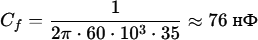 C_f = \frac{1}{2\pi \cdot 60 \cdot 10^3 \cdot 35} \approx 76 нФ